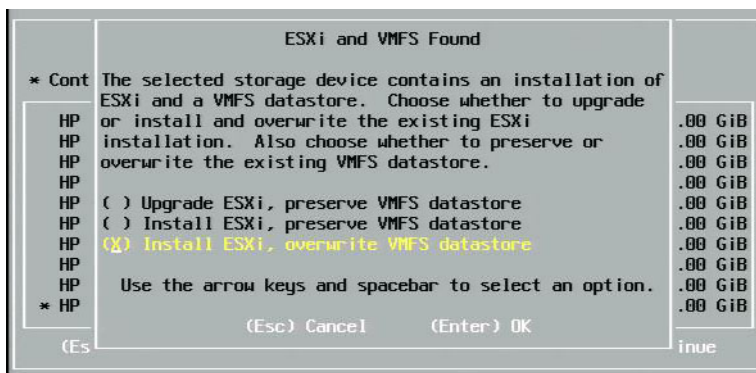 ESXi and VMFS Found
* Cont
The selected storage device contains an installation of
ESXi and a VMFS datastore.  Choose whether to upgrade
HP or install and overwrite the existing ESXi .00 GiB
HP installation.  Also choose whether to preserve or .00 GiB
HP overwrite the existing VMFS datastore. .00 GiB
HP .00 GiB
HP ( ) Upgrade ESXi, preserve VMFS datastore .00 GiB
HP ( ) Install ESXi, preserve VMFS datastore .00 GiB
HP (X) Install ESXi, overwrite VMFS datastore .00 GiB
HP .00 GiB
HP Use the arrow keys and spacebar to select an option. .00 GiB
* HP .00 GiB
(Esc) Cancel (Enter) OK
(Es inue